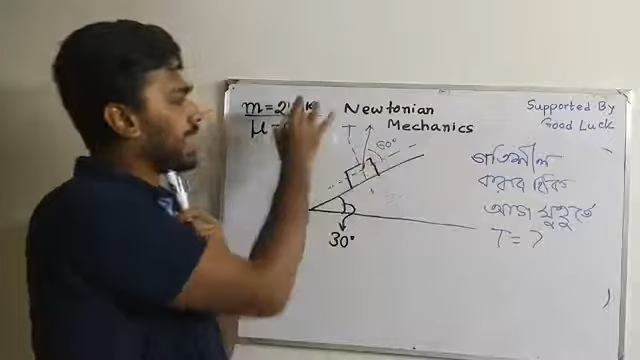 m = 2
Newtonian
Mechanics
μ =
T
60°
30°
Supported By
Good Luck
গতিশীল
করার ঠিক
আগ মুহূর্তে
T = ?